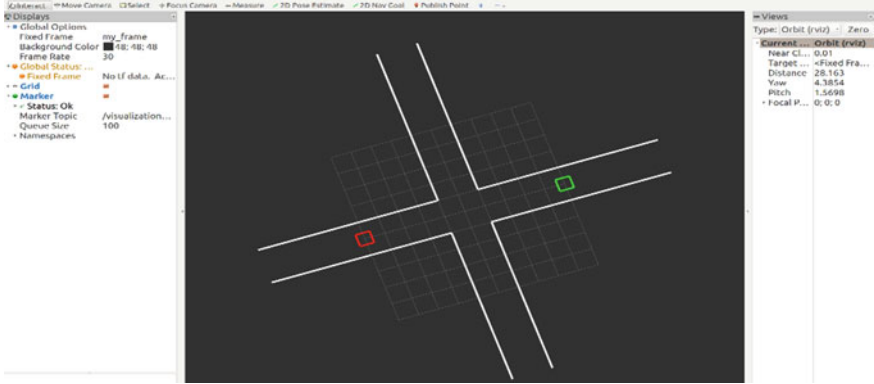 Interact Move Camera Select Focus Camera Measure 2D Pose Estimate 2D Nav Goal Publish Point
Displays
Global Options
Fixed Frame my_frame
Background Color 48; 48; 48
Frame Rate 30
Global Status: ...
Fixed Frame No tf data. Ac...
Grid
Marker
Status: Ok
Marker Topic /visualization...
Queue Size 100
Namespaces
Views
Type: Orbit (rviz) Zero
Current ... Orbit (rviz)
Near Cl... 0.01
Target ... <Fixed Fra...
Distance 28.163
Yaw 4.3854
Pitch 1.5698
Focal P... 0; 0; 0